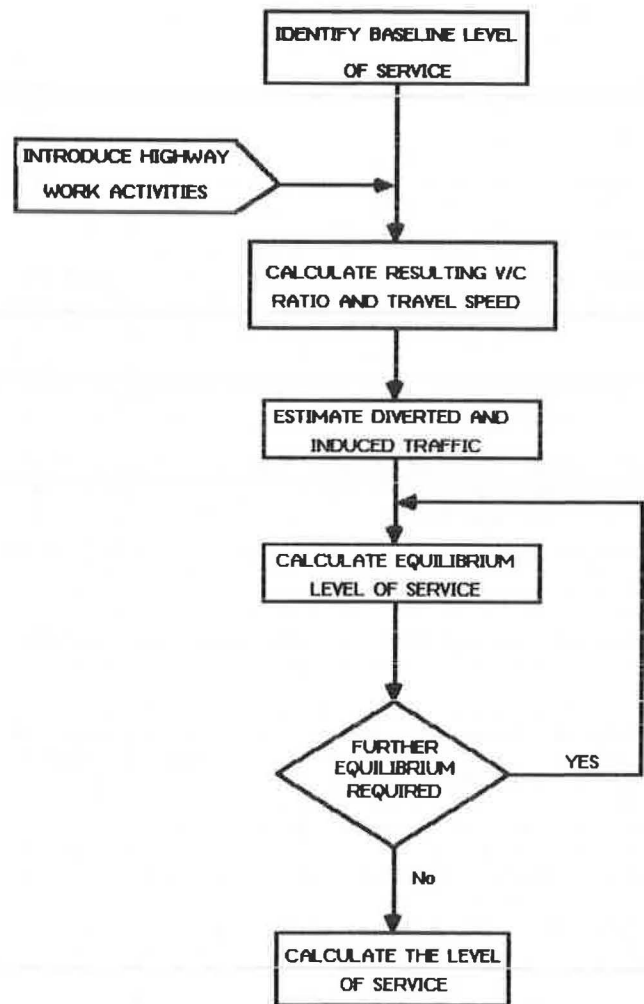 IDENTIFY BASELINE LEVEL
OF SERVICE
INTRODUCE HIGHWAY
WORK ACTIVITIES
CALCULATE RESULTING V/C
RATIO AND TRAVEL SPEED
ESTIMATE DIVERTED AND
INDUCED TRAFFIC
CALCULATE EQUILIBRIUM
LEVEL OF SERVICE
FURTHER
EQUILIBRIUM
REQUIRED
YES
No
CALCULATE THE LEVEL
OF SERVICE